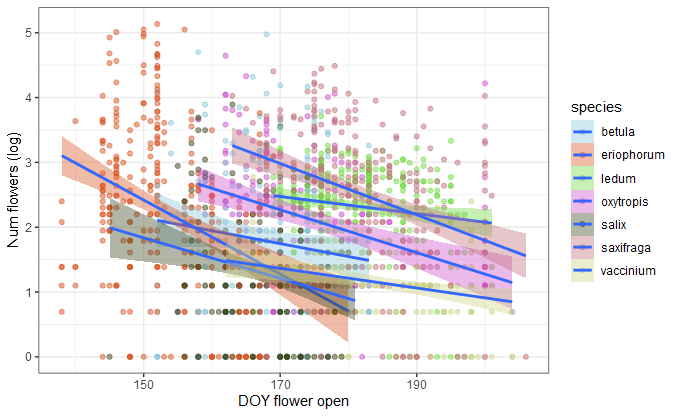 Num flowers (log)
5
4
3
2
1
0
150
170
190
DOY flower open
species
betula
eriophorum
ledum
oxytropis
salix
saxifraga
vaccinium